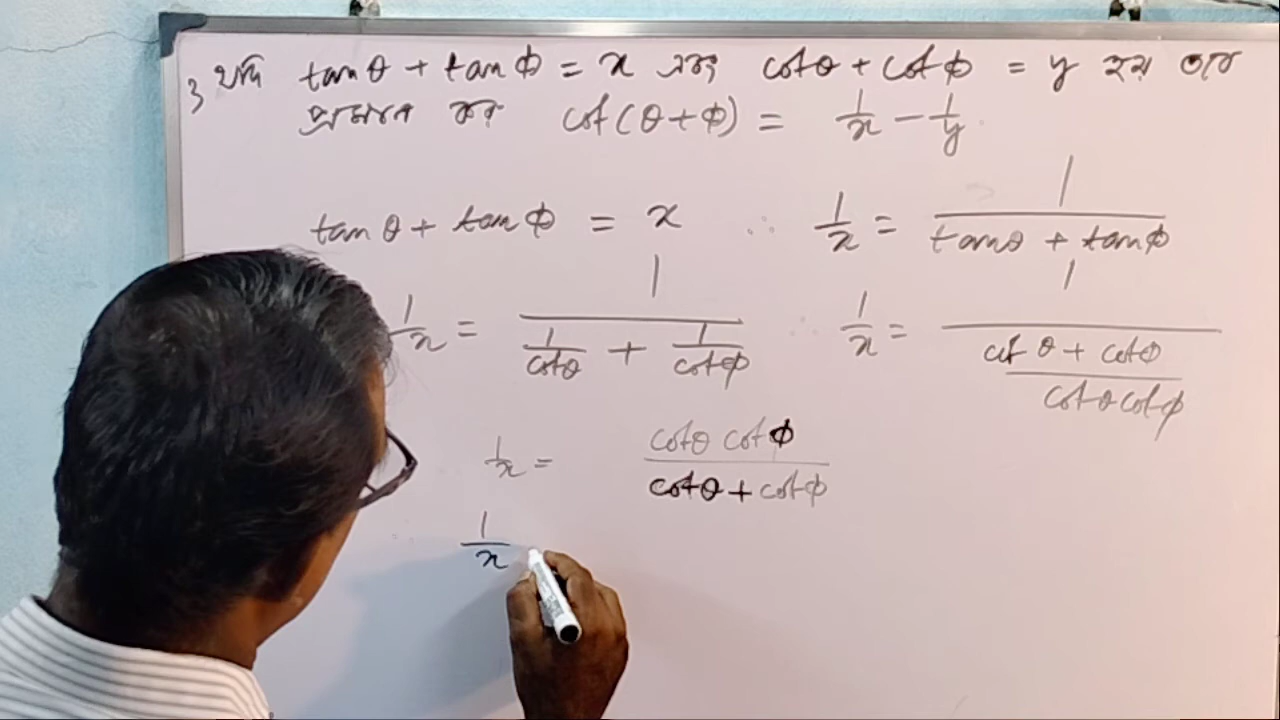 3, যদি tanθ + tanϕ = x এবং cotθ + cotϕ = y হয় তবে
প্রমাণ কর cot(θ+ϕ) = 1/x − 1/y
tanθ + tanϕ = x ∴ 1/x = 1/(tanθ + tanϕ)
1/x = 1/(1/cotθ + 1/cotϕ) ∴ 1/x = 1/((cotθ + cotϕ)/(cotθ cotϕ))
1/x = (cotθ cotϕ)/(cotθ + cotϕ)
1/x